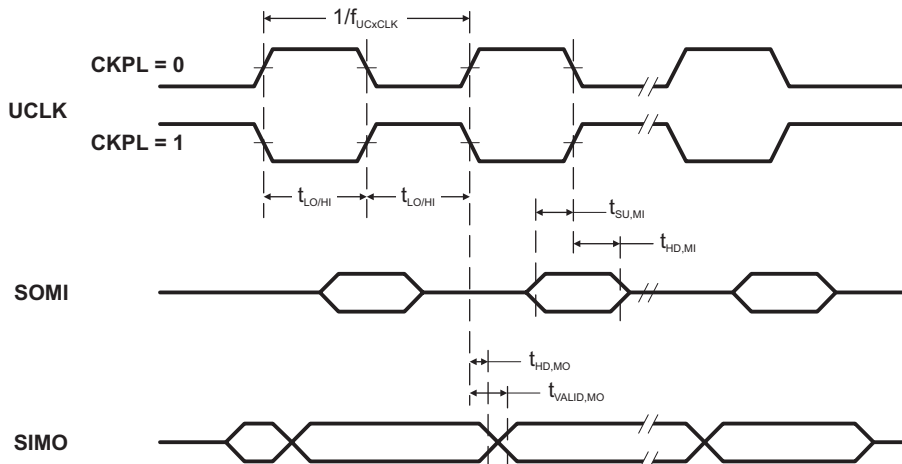 1/fUCxCLK
CKPL = 0
UCLK
CKPL = 1
tLO/HI tLO/HI
tSU,MI
tHD,MI
SOMI
tHD,MO
tVALID,MO
SIMO